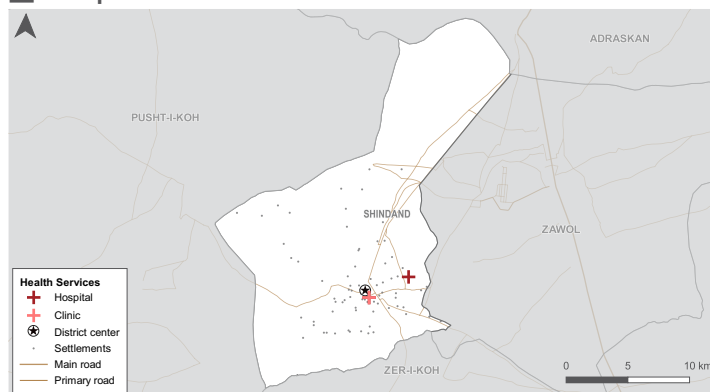 ADRASKAN
PUSHT-I-KOH
SHINDAND
ZAWOL
ZER-I-KOH
Health Services
Hospital
Clinic
District center
Settlements
Main road
Primary road
0 5 10 km